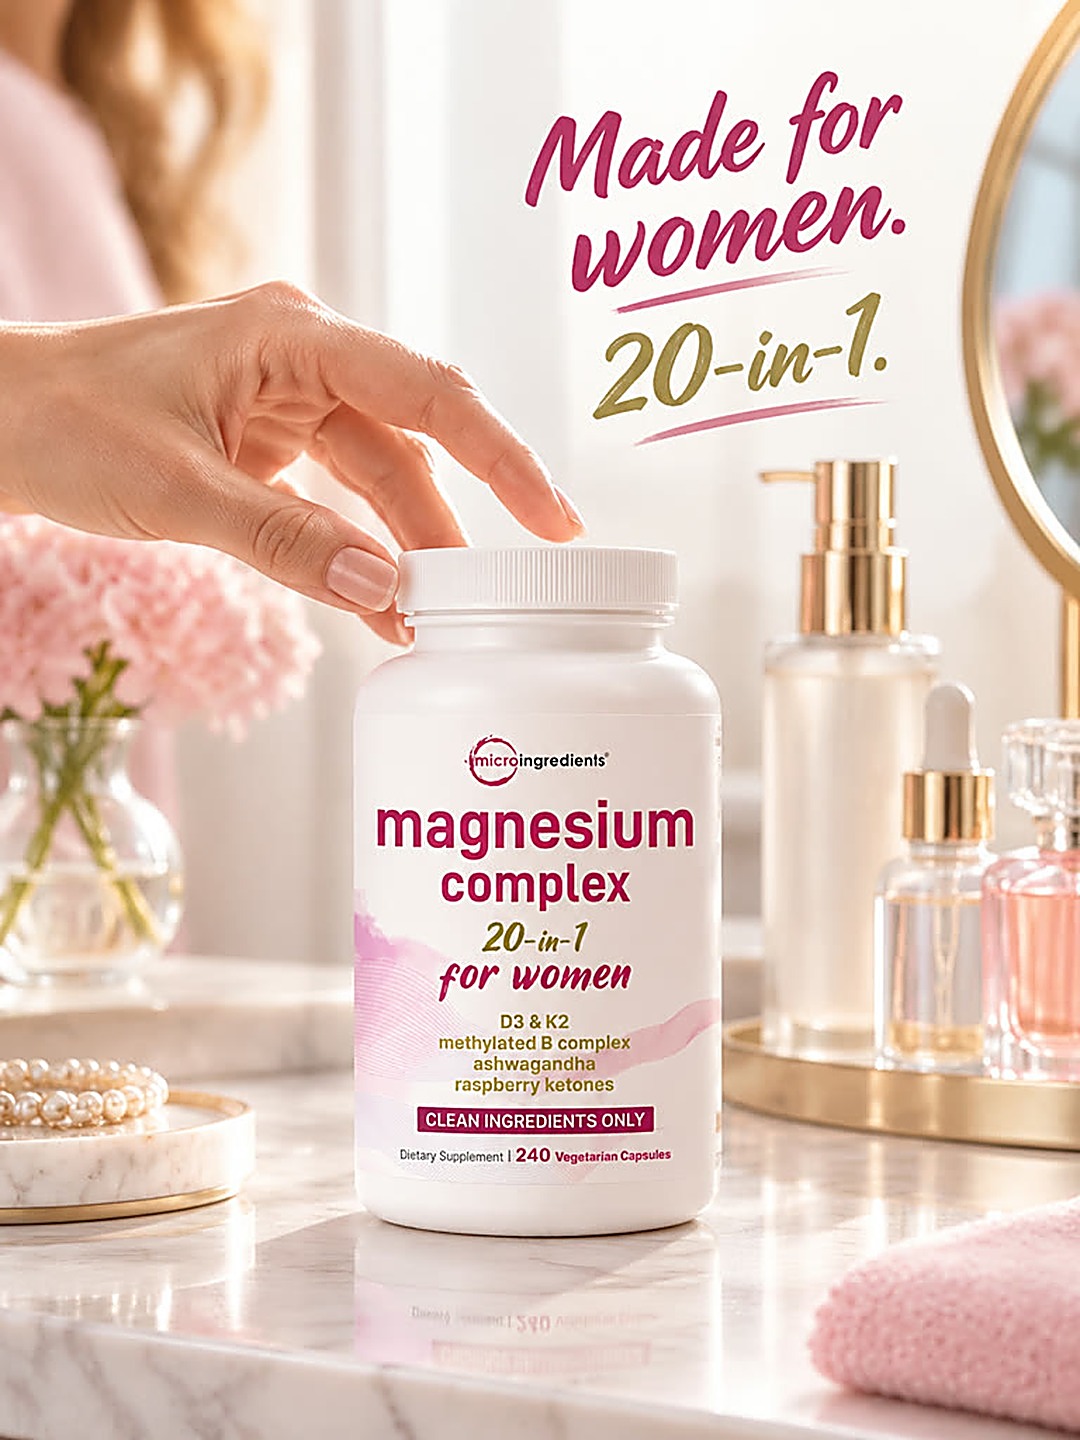 Made for
women.
20-in-1.
microingredients®
magnesium
complex
20-in-1
for women
D3 & K2
methylated B complex
ashwagandha
raspberry ketones
CLEAN INGREDIENTS ONLY
Dietary Supplement | 240 Vegetarian Capsules